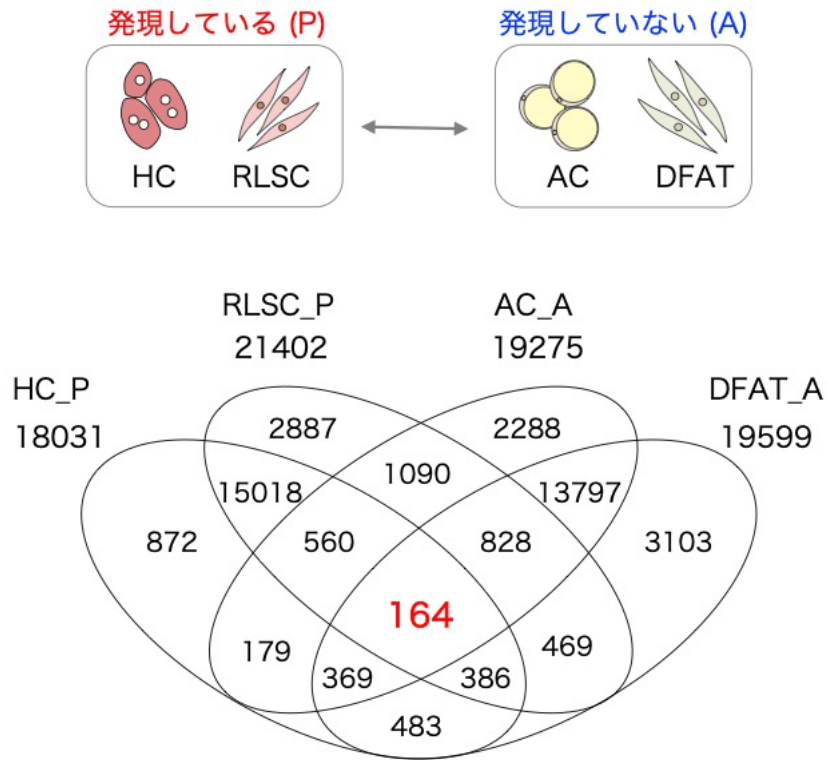 発現している (P)
発現していない (A)
HC
RLSC
AC
DFAT
RLSC_P
21402
AC_A
19275
HC_P
18031
DFAT_A
19599
2887
2288
1090
15018
13797
872
560
828
3103
164
179
469
369
386
483